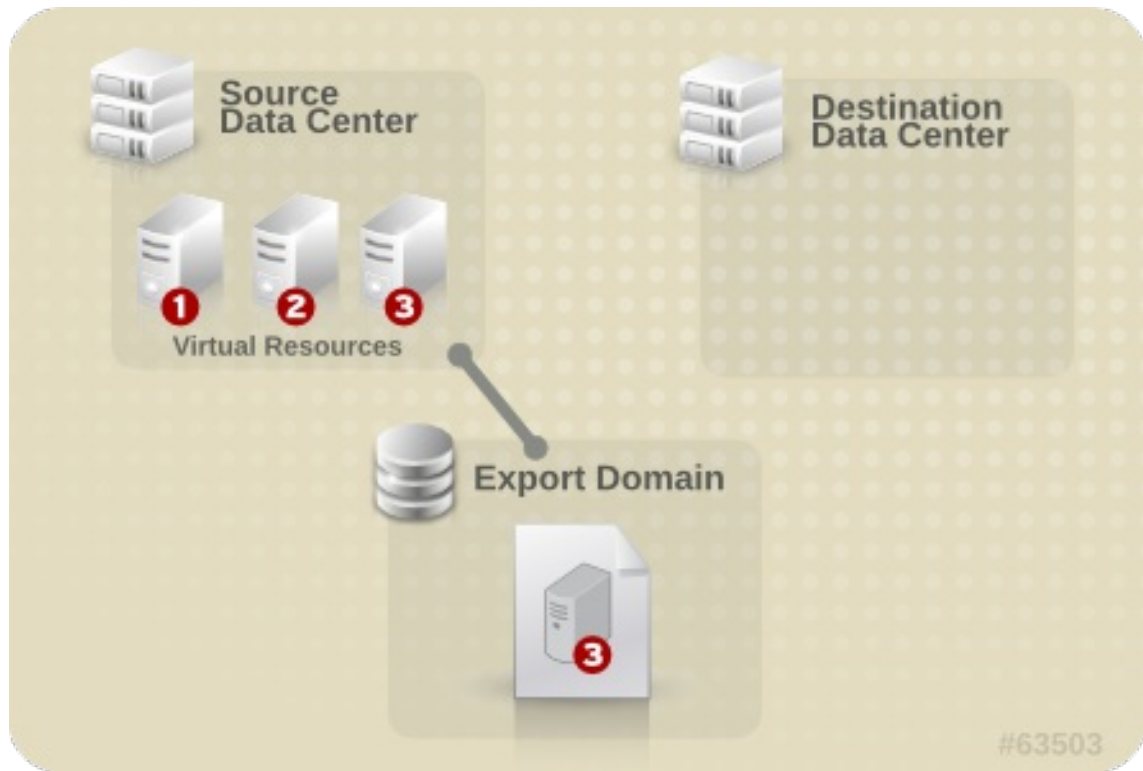 Source
Data Center
Destination
Data Center
1 2 3
Virtual Resources
Export Domain
3
#63503